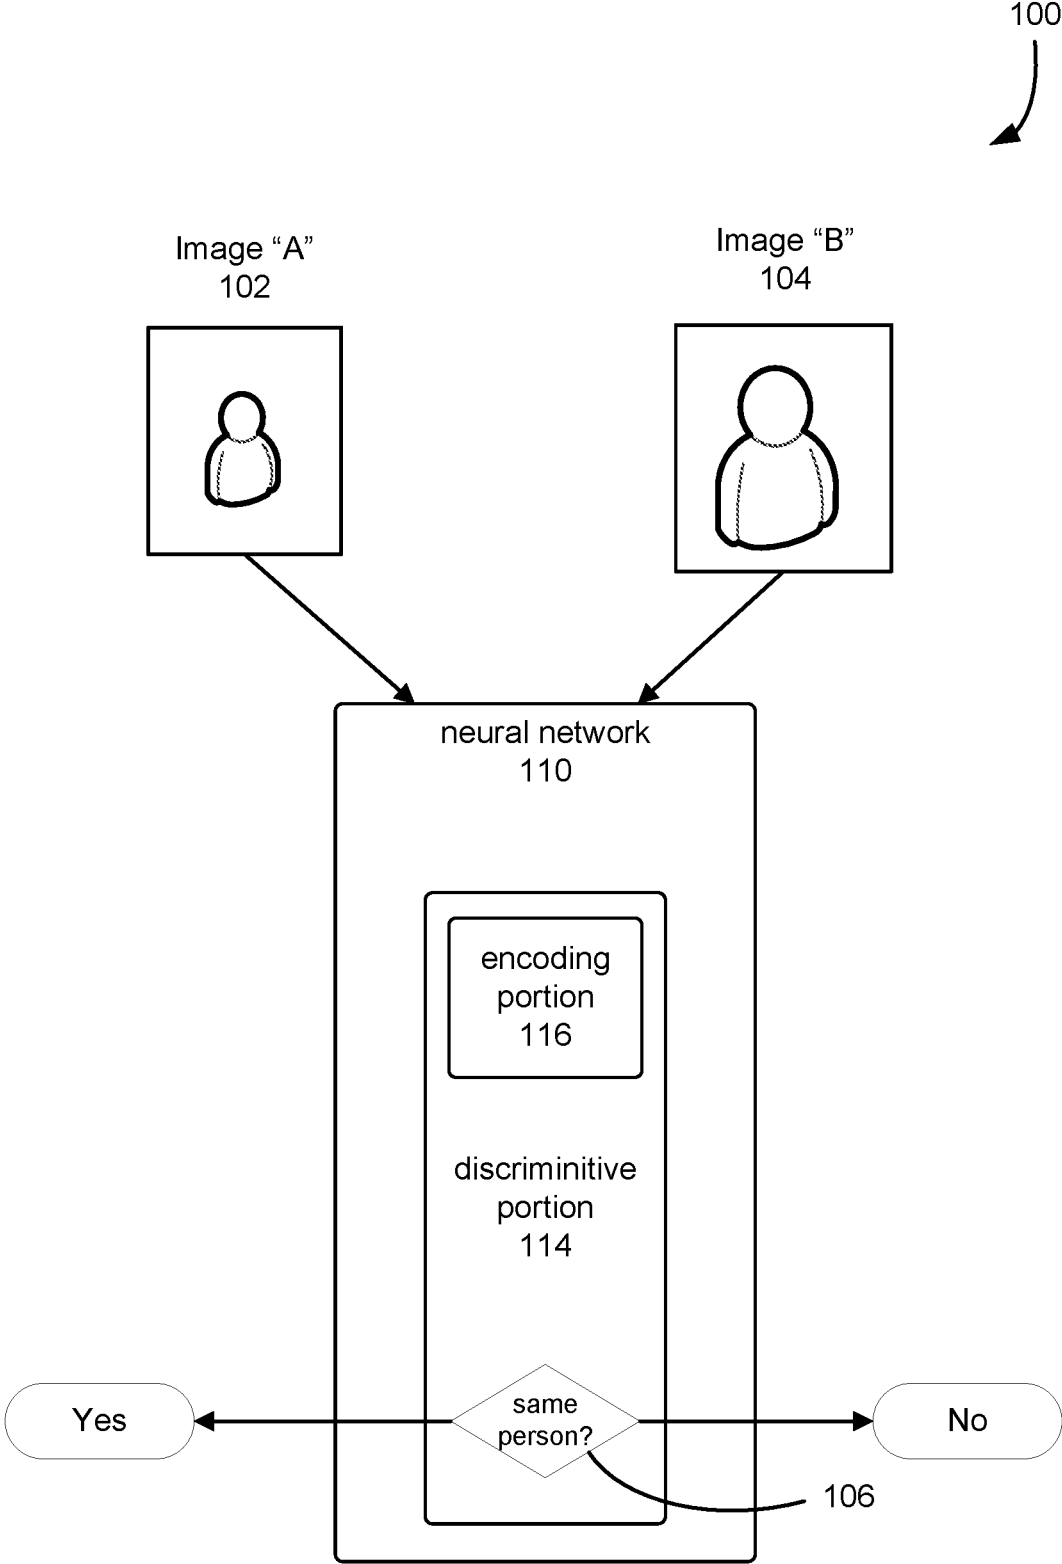 100
Image “A”
102
Image “B”
104
neural network
110
encoding
portion
116
discriminitive
portion
114
same
person?
Yes
No
106